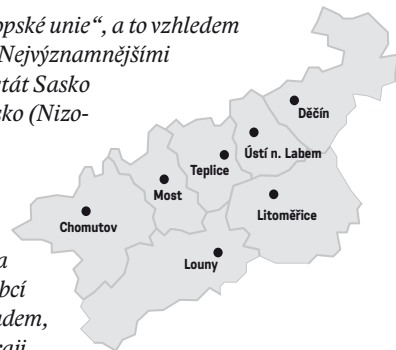 opské unie“, a to vzhledem
Nejvýznamnějšími
tát Sasko
ko (Nizo-
Děčín
Ústí n. Labem
Teplice
Most
Litoměřice
Chomutov
Louny
a
bcí
adem,
raji